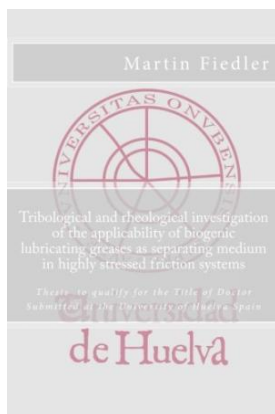 Martin Fiedler
UNIVERSITAS ONVBENSIS
Tribological and rheological investigation
of the applicability of biogenic
lubricating greases as separating medium
in highly stressed friction systems
Thesis to qualify for the Title of Doctor
Submitted at the University of Huelva Spain
Universidad
de Huelva